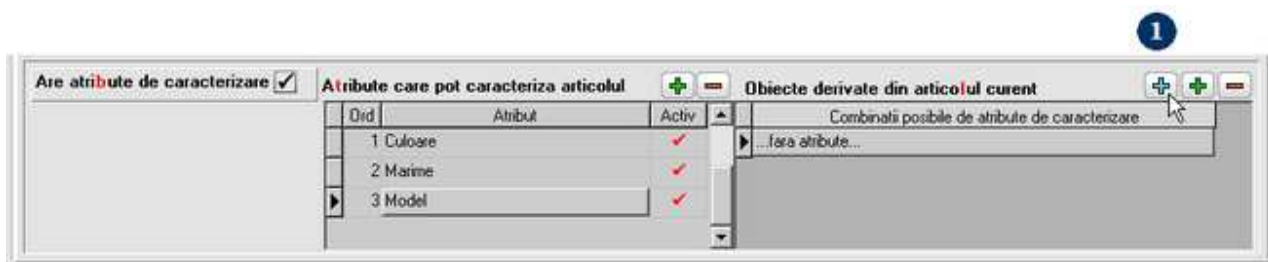 1
Are atribute de caracterizare
Atribute care pot caracteriza articolul
Obiecte derivate din articolul curent
Ord Atribut Activ
Combinatii posibile de atribute de caracterizare
1 Culoare
...fara atribute...
2 Marime
3 Model